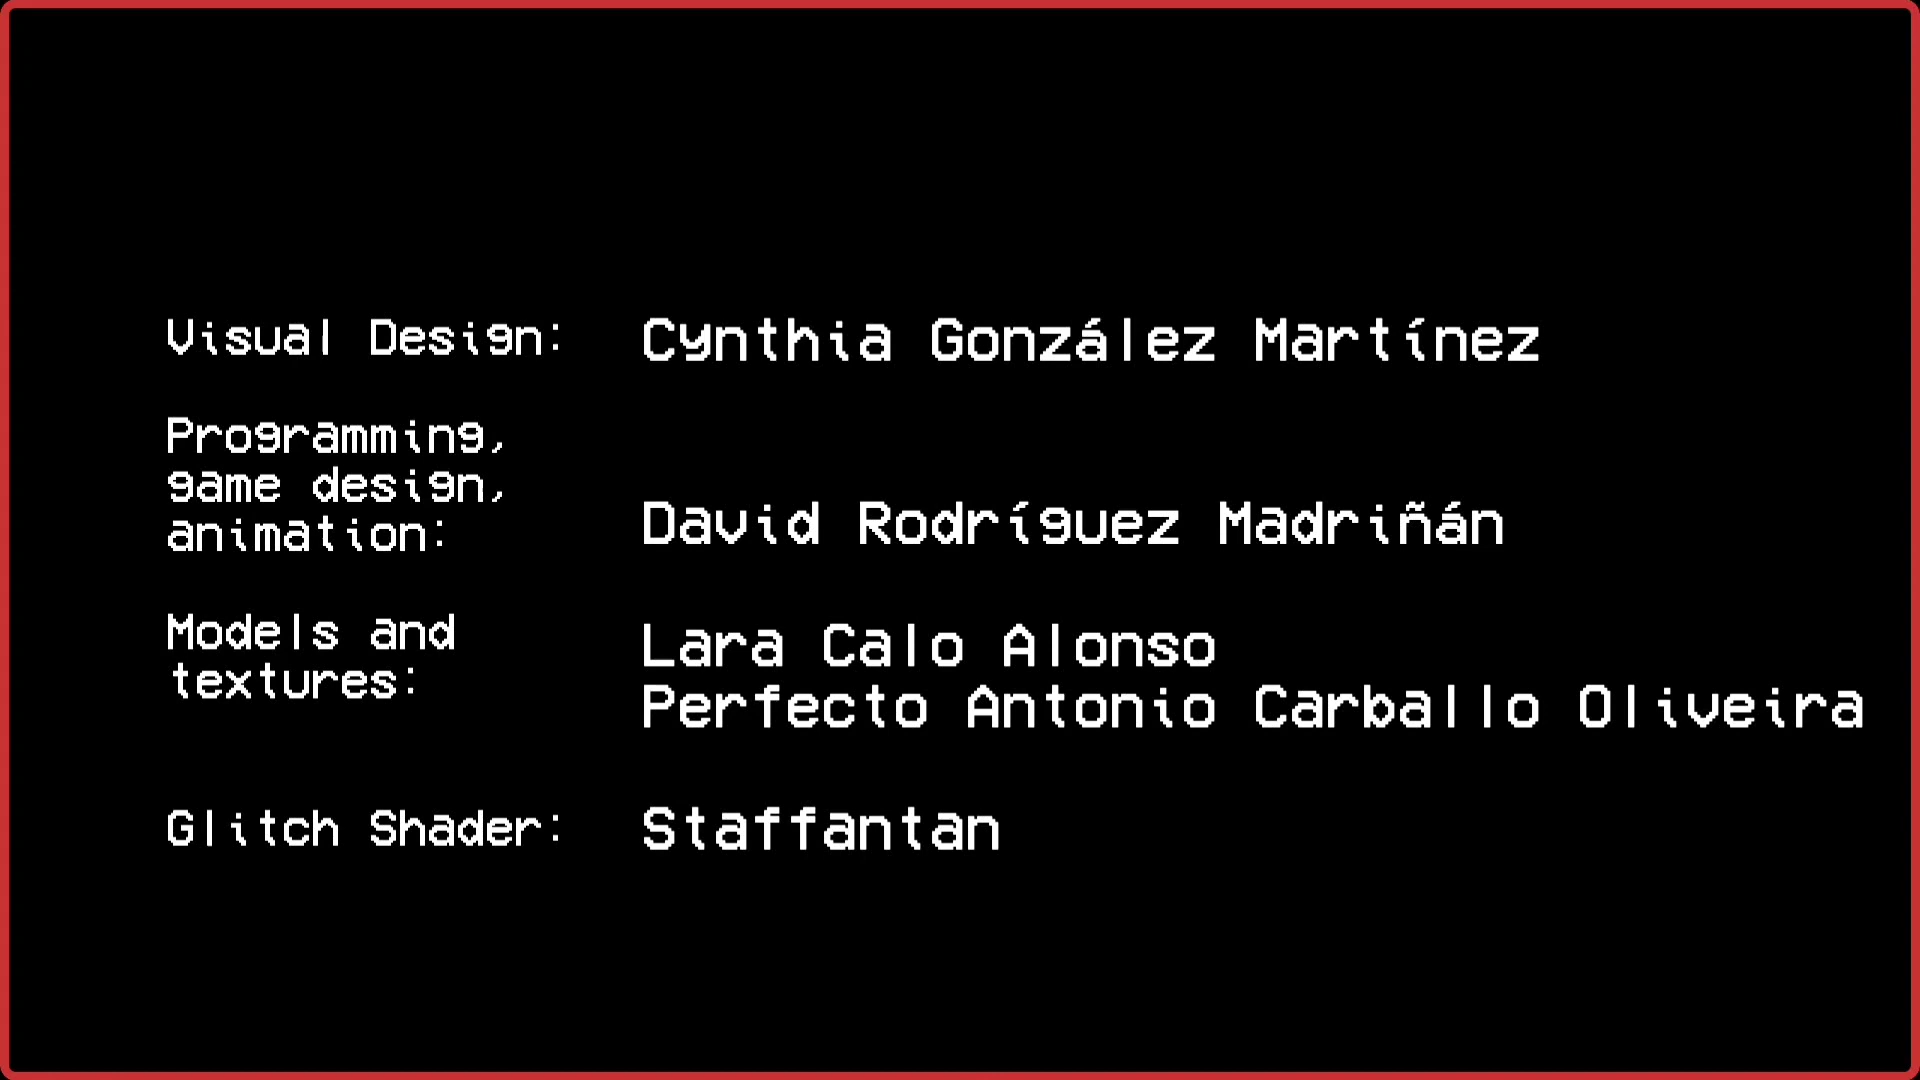 Visual Design: Cynthia González Martínez
Programming,
game design,
animation: David Rodríguez Madriñán
Models and Lara Calo Alonso
textures: Perfecto Antonio Carballo Oliveira
Glitch Shader: Staffantan